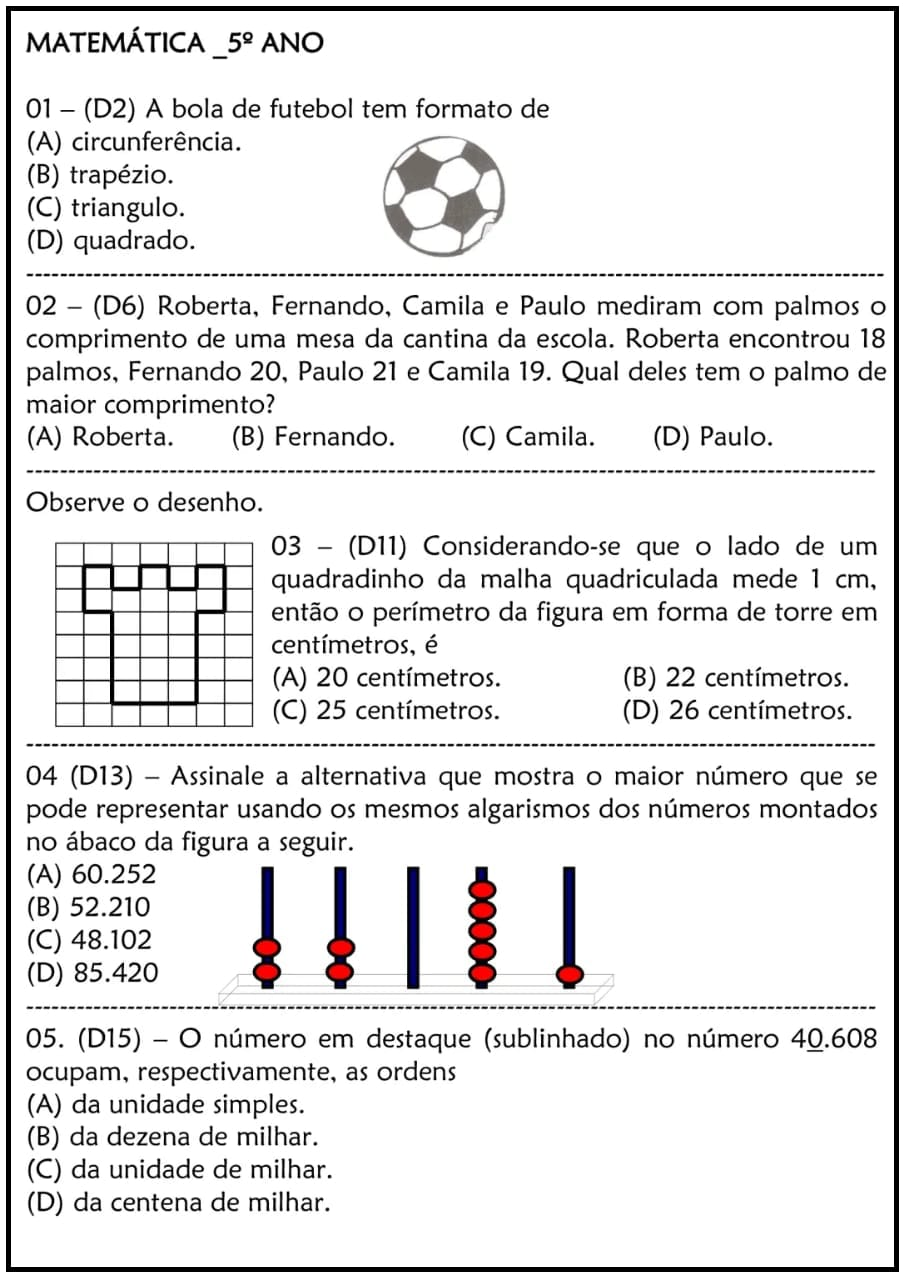 MATEMÁTICA _5º ANO
01 – (D2) A bola de futebol tem formato de
(A) circunferência.
(B) trapézio.
(C) triangulo.
(D) quadrado.
02 – (D6) Roberta, Fernando, Camila e Paulo mediram com palmos o
comprimento de uma mesa da cantina da escola. Roberta encontrou 18
palmos, Fernando 20, Paulo 21 e Camila 19. Qual deles tem o palmo de
maior comprimento?
(A) Roberta. (B) Fernando. (C) Camila. (D) Paulo.
Observe o desenho.
03 – (D11) Considerando-se que o lado de um
quadradinho da malha quadriculada mede 1 cm,
então o perímetro da figura em forma de torre em
centímetros, é
(A) 20 centímetros. (B) 22 centímetros.
(C) 25 centímetros. (D) 26 centímetros.
04 (D13) – Assinale a alternativa que mostra o maior número que se
pode representar usando os mesmos algarismos dos números montados
no ábaco da figura a seguir.
(A) 60.252
(B) 52.210
(C) 48.102
(D) 85.420
05. (D15) – O número em destaque (sublinhado) no número 40.608
ocupam, respectivamente, as ordens
(A) da unidade simples.
(B) da dezena de milhar.
(C) da unidade de milhar.
(D) da centena de milhar.